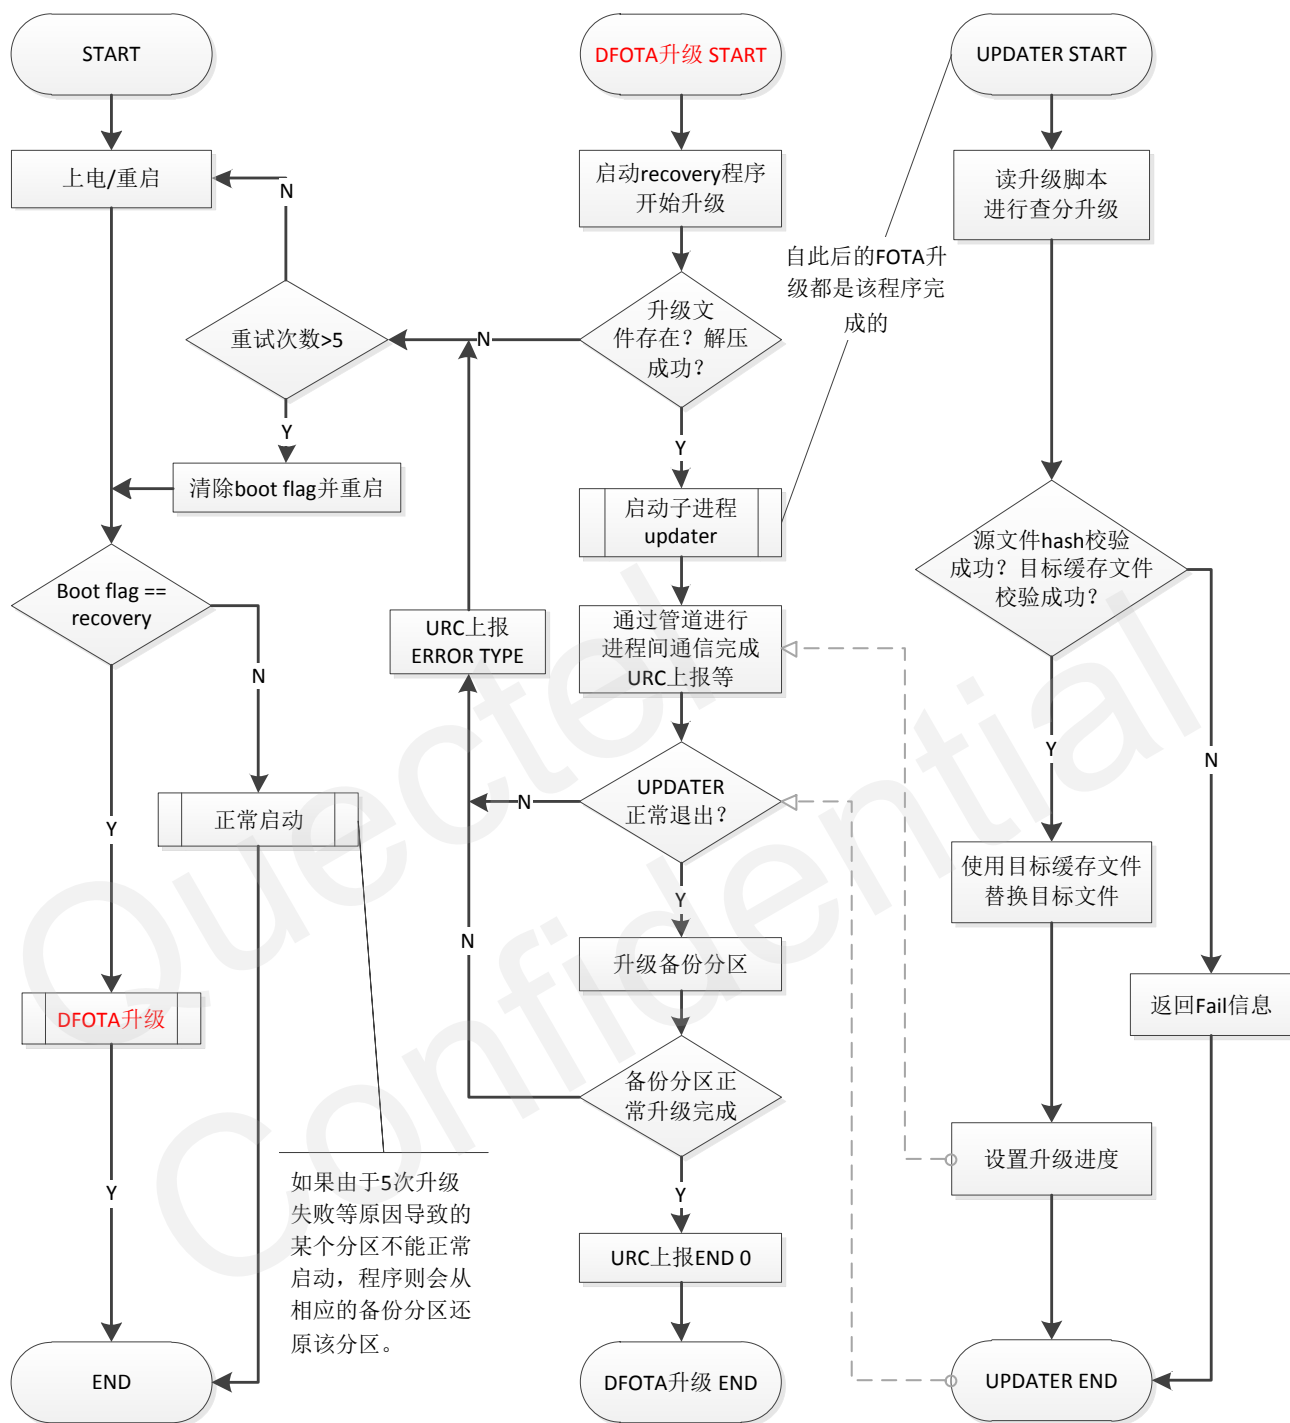 START
上电/重启
N
重试次数>5
Y
清除boot flag并重启
Boot flag ==
recovery
N
Y
正常启动
DFOTA升级
Y
END
如果由于5次升级
失败等原因导致的
某个分区不能正常
启动，程序则会从
相应的备份分区还
原该分区。
DFOTA升级 START
启动recovery程序
开始升级
升级文
件存在？解压
成功？
N
Y
启动子进程
updater
通过管道进行
进程间通信完成
URC上报等
URC上报
ERROR TYPE
UPDATER
正常退出？
N
Y
升级备份分区
N
备份分区正
常升级完成
Y
URC上报END 0
DFOTA升级 END
UPDATER START
读升级脚本
进行查分升级
自此后的FOTA升
级都是该程序完
成的
源文件hash校验
成功？目标缓存文件
校验成功？
Y
N
使用目标缓存文件
替换目标文件
返回Fail信息
设置升级进度
UPDATER END
Quectel
Confidential